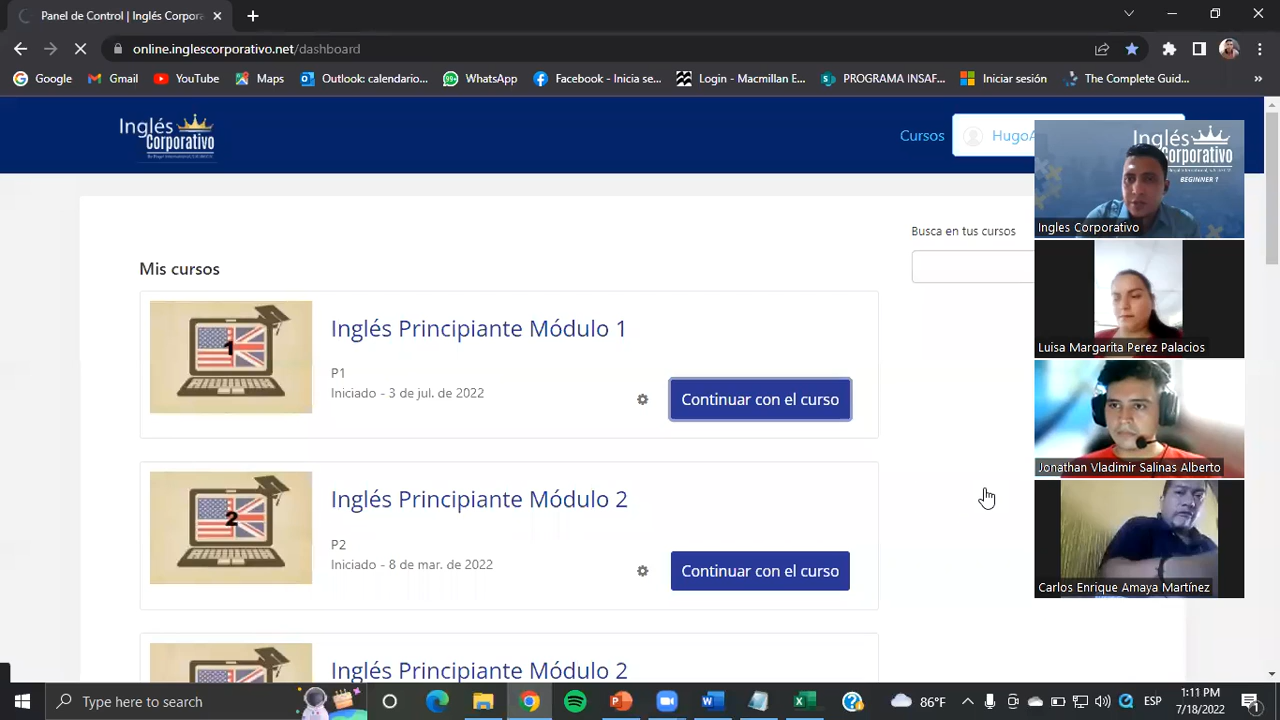 Panel de Control | Inglés Corpo
online.inglescorporativo.net/dashboard
Google
Gmail
YouTube
Maps
Outlook: calendario...
99+
WhatsApp
Facebook - Inicia se...
Login - Macmillan E...
PROGRAMA INSAF...
Iniciar sesión
The Complete Guid...
»
Inglés
Corporativo
Cursos
HugoA
Inglés
Corporativo
BEGINNER 1
Ingles Corporativo
Busca en tus cursos
Mis cursos
1
Inglés Principiante Módulo 1
P1
Iniciado - 3 de jul. de 2022
Continuar con el curso
Luisa Margarita Perez Palacios
Jonathan Vladimir Salinas Alberto
2
Inglés Principiante Módulo 2
P2
Iniciado - 8 de mar. de 2022
Continuar con el curso
Carlos Enrique Amaya Martínez
Inglés Principiante Módulo 2
Type here to search
86°F
ESP
1:11 PM
7/18/2022
1